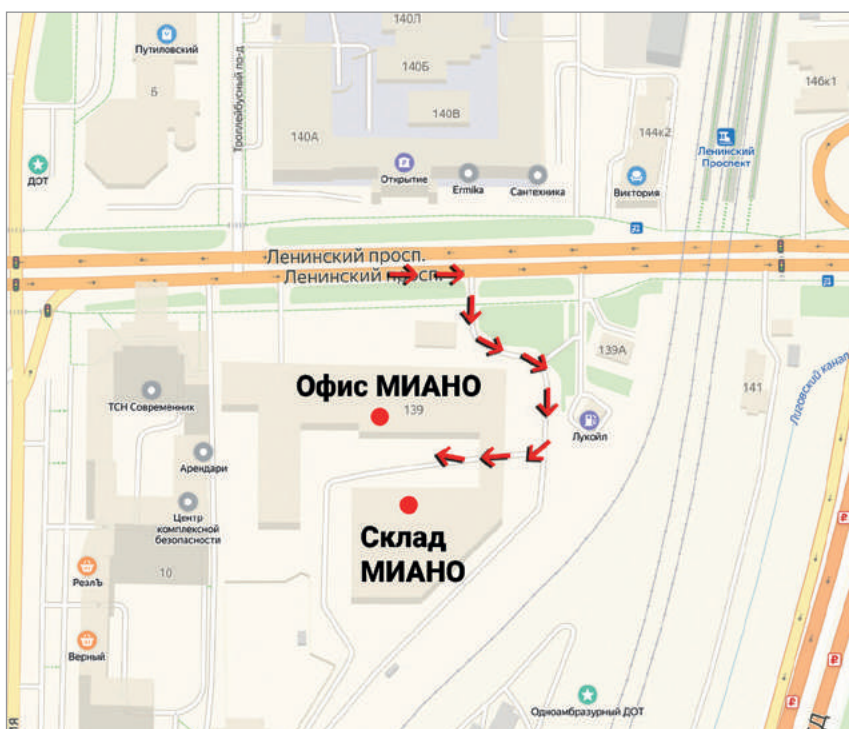 140Л
Путиловский
140Б
146к1
Б
140В
144к2
Троллейбусный по-д
140А
Ленинский
Проспект
ДОТ
Открытие
Ermika
Сантехника
Виктория
Д
Ленинский просп.
Ленинский просп.
Д
139А
Офис МИАНО
139
141
Лиговский канал
ТСН Современник
Лукойл
Арендари
Склад
МИАНО
Центр
комплексной
безопасности
РеалЪ
10
Верный
Одноамбразурный ДОТ